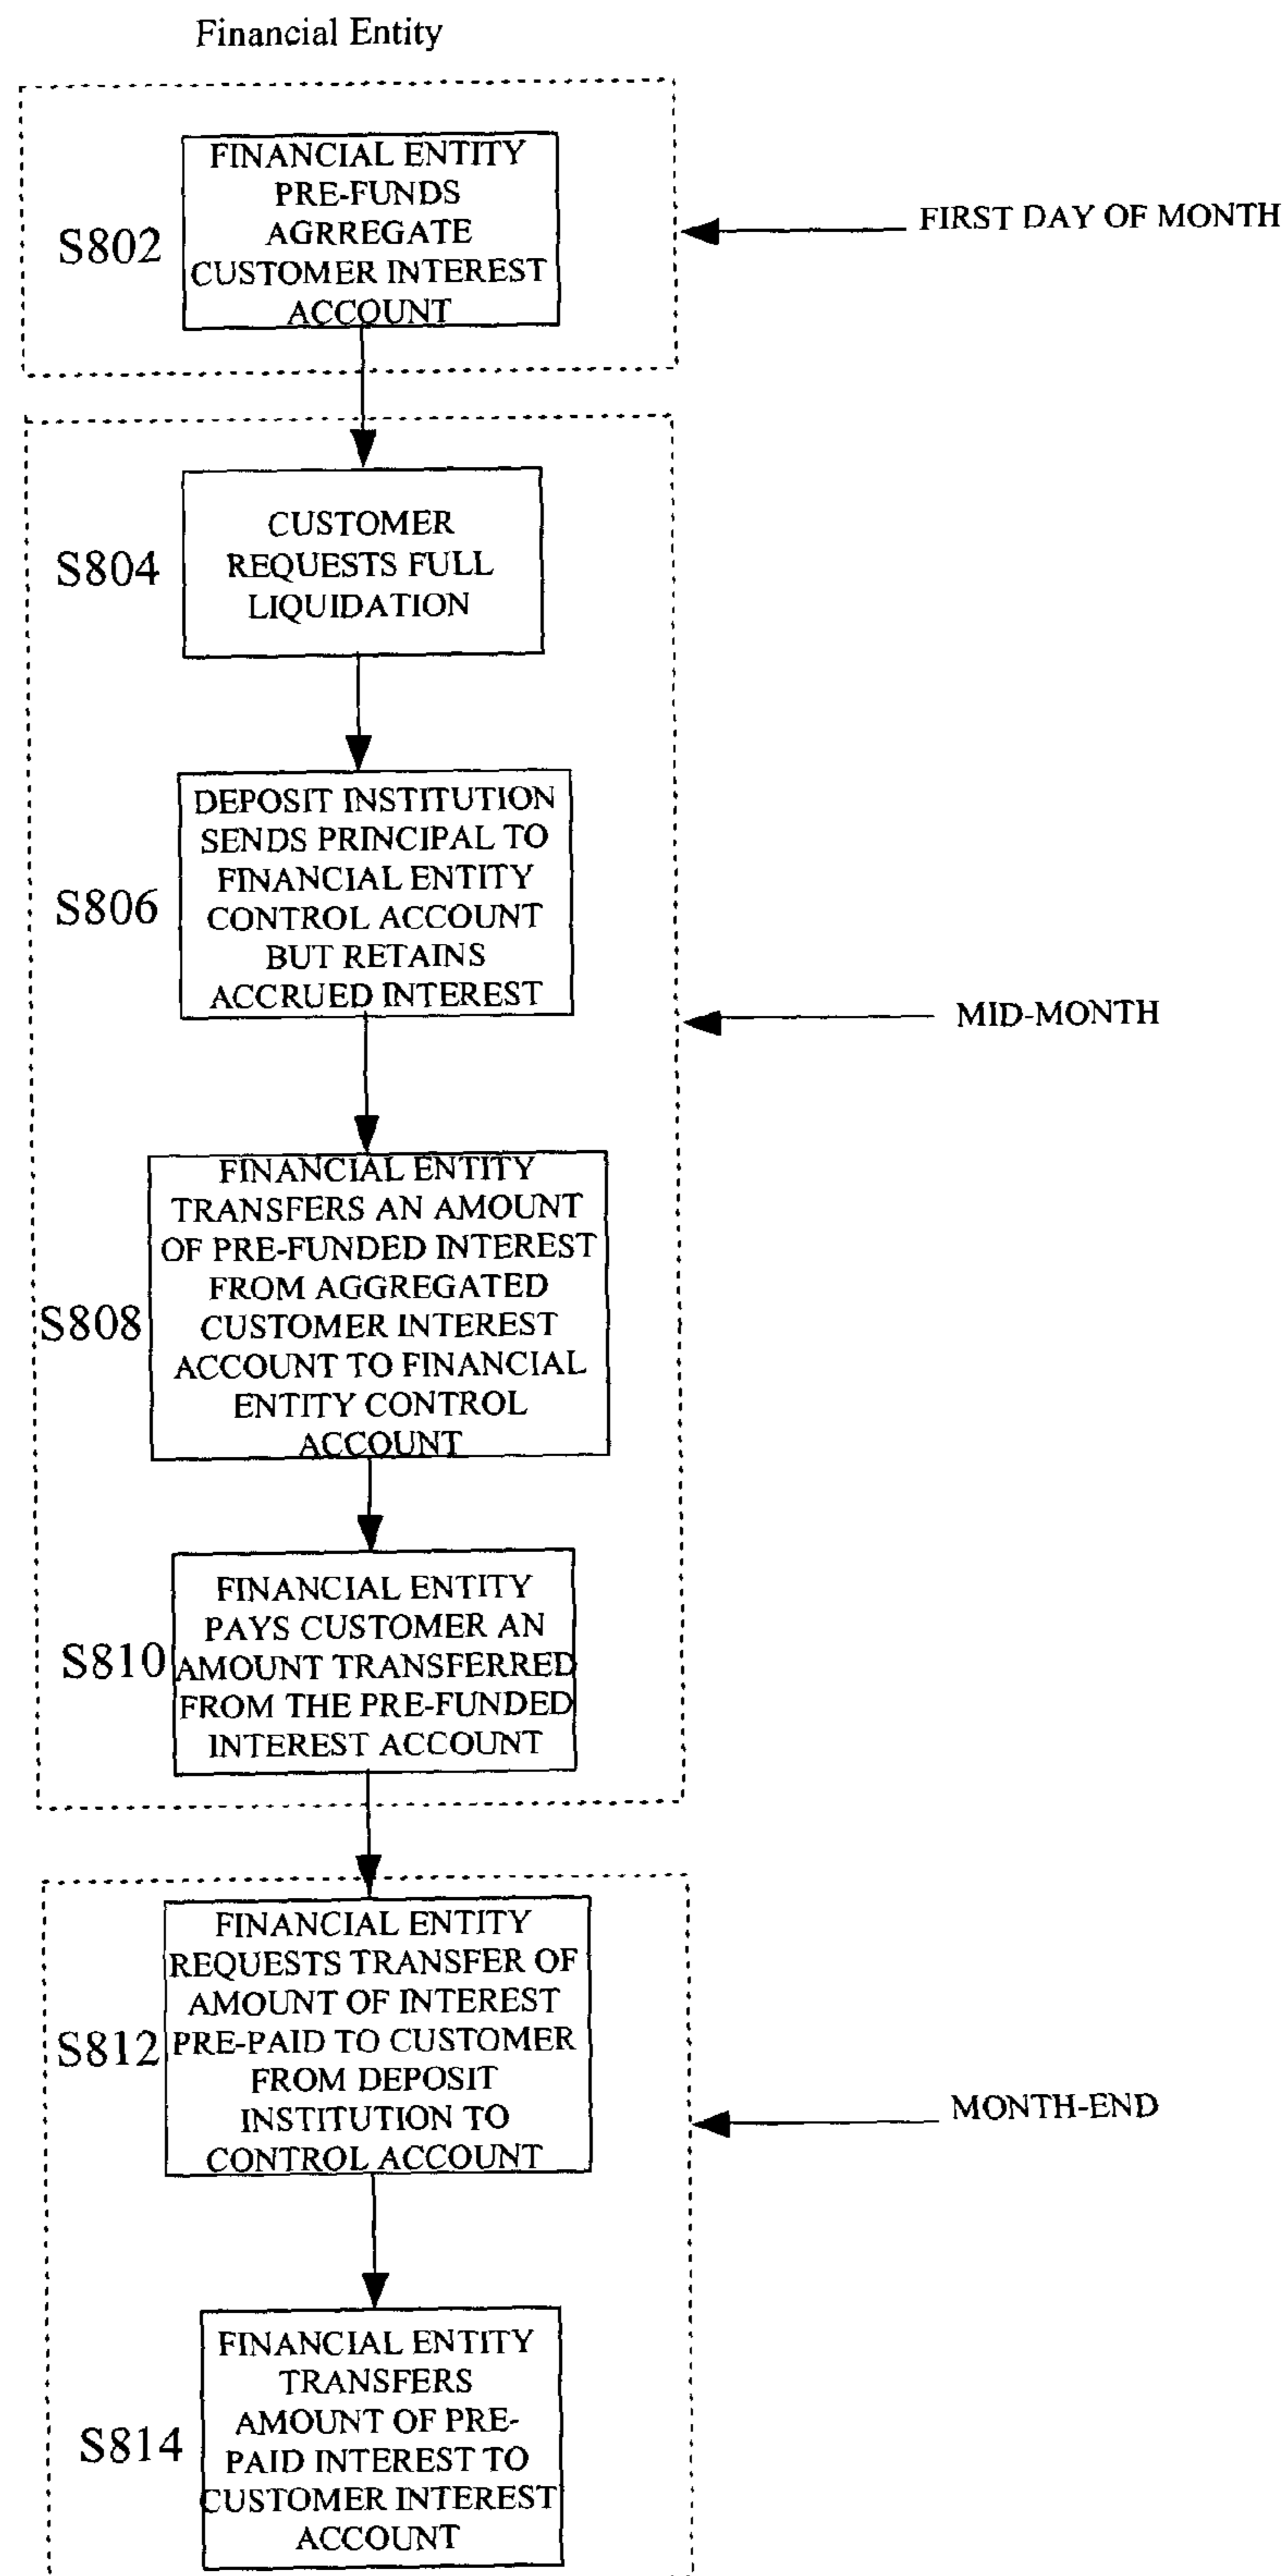 Financial Entity
FINANCIAL ENTITY
PRE-FUNDS
AGRREGATE
CUSTOMER INTEREST
ACCOUNT
S802
FIRST DAY OF MONTH
CUSTOMER
REQUESTS FULL
LIQUIDATION
S804
DEPOSIT INSTITUTION
SENDS PRINCIPAL TO
FINANCIAL ENTITY
CONTROL ACCOUNT
BUT RETAINS
ACCRUED INTEREST
S806
MID-MONTH
FINANCIAL ENTITY
TRANSFERS AN AMOUNT
OF PRE-FUNDED INTEREST
FROM AGGREGATED
CUSTOMER INTEREST
ACCOUNT TO FINANCIAL
ENTITY CONTROL
ACCOUNT
S808
FINANCIAL ENTITY
PAYS CUSTOMER AN
AMOUNT TRANSFERRED
FROM THE PRE-FUNDED
INTEREST ACCOUNT
S810
FINANCIAL ENTITY
REQUESTS TRANSFER OF
AMOUNT OF INTEREST
PRE-PAID TO CUSTOMER
FROM DEPOSIT
INSTITUTION TO
CONTROL ACCOUNT
S812
MONTH-END
FINANCIAL ENTITY
TRANSFERS
AMOUNT OF PRE-
PAID INTEREST TO
CUSTOMER INTEREST
ACCOUNT
S814